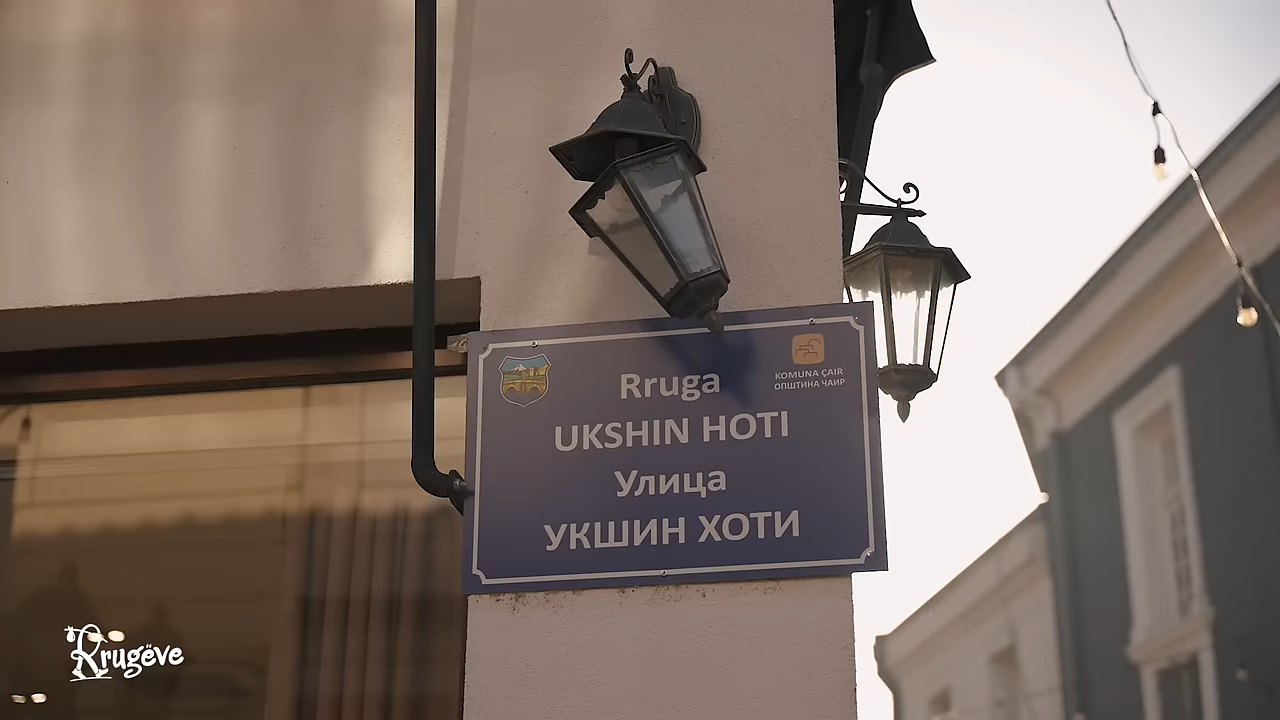 KOMUNA ÇAIR
ОПШТИНА ЧАИР
Rruga
UKSHIN HOTI
Улица
УКШИН ХОТИ
Rrugëve